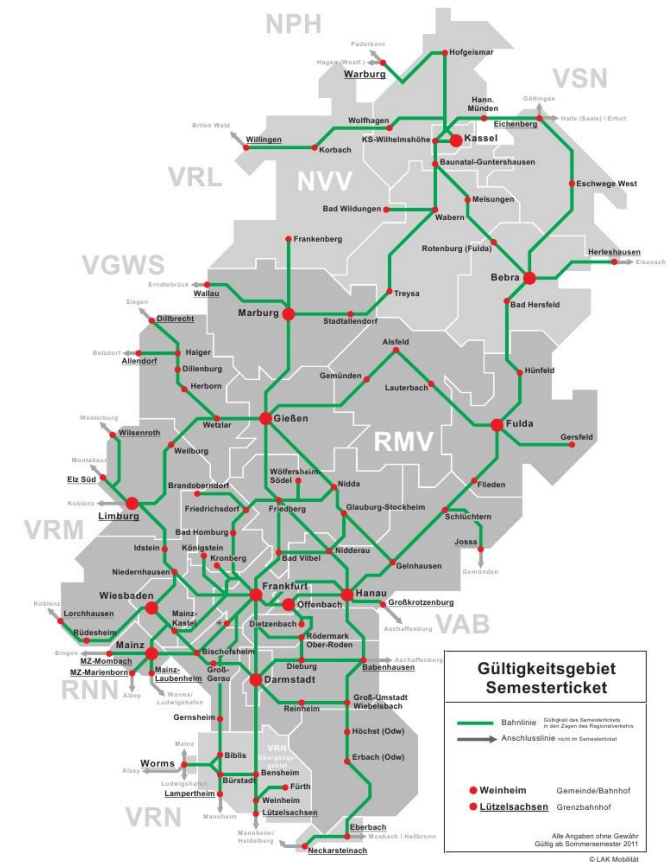 NPH
Paderborn
Hagen (Westf.)
Warburg
Hofgeismar
VSN
Hann.
Münden
Göttingen
Eichenberg
Halle (Saale) / Erfurt
Brilon Wald
Willingen
Wolfhagen
Korbach
KS-Wilhelmshöhe
Kassel
Baunatal-Guntershausen
VRL
NVV
Eschwege West
Bad Wildungen
Melsungen
Wabern
Rotenburg (Fulda)
Herleshausen
Eisenach
Frankenberg
VGWS
Bebra
Erndtebrück
Wallau
Treysa
Bad Hersfeld
Siegen
Dillbrecht
Marburg
Stadtallendorf
Betzdorf
Allendorf
Haiger
Dillenburg
Herborn
Alsfeld
Gemünden
Lauterbach
Hünfeld
Westerburg
Wilsenroth
Wetzlar
Gießen
Fulda
RMV
Gersfeld
Weilburg
Montabaur
Elz Süd
Wölfersheim
Södel
Brandoberndorf
Nidda
Flieden
Koblenz
Limburg
Friedrichsdorf
Friedberg
Glauburg-Stockheim
Schlüchtern
VRM
Bad Homburg
Jossa
Idstein
Königstein
Kronberg
Bad Vilbel
Nidderau
Gelnhausen
Gemünden
Niedernhausen
Frankfurt
Hanau
Wiesbaden
Offenbach
Großkrotzenburg
Koblenz
Lorchhausen
Mainz-
Kastel
Dietzenbach
Aschaffenburg
VAB
Rüdesheim
Mainz
Rödermark
Ober-Roden
Bingen
MZ-Mombach
Bischofsheim
Dieburg
Aschaffenburg
Babenhausen
MZ-Marienborn
Mainz-
Laubenheim
Groß-
Gerau
Darmstadt
RNN
Alzey
Worms/
Ludwigshafen
Reinheim
Groß-Umstadt
Wiebelsbach
Gernsheim
Höchst (Odw)
Mainz
Worms
Alzey
Biblis
VRN
Übergangs-
gebiet
Erbach (Odw)
Ludwigshafen
Bürstadt
Bensheim
Fürth
Lampertheim
Weinheim
VRN
Mannheim
Lützelsachsen
Mannheim/
Heidelberg
Eberbach
Mosbach / Heilbronn
Neckarsteinach
Gültigkeitsgebiet
Semesterticket
Bahnlinie Gültigkeit des Semestertickets
in den Zügen des Regionalverkehrs
Anschlusslinie nicht im Semesterticket
Weinheim Gemeinde/Bahnhof
Lützelsachsen Grenzbahnhof
Alle Angaben ohne Gewähr
Gültig ab Sommersemester 2011
© LAK Mobilität